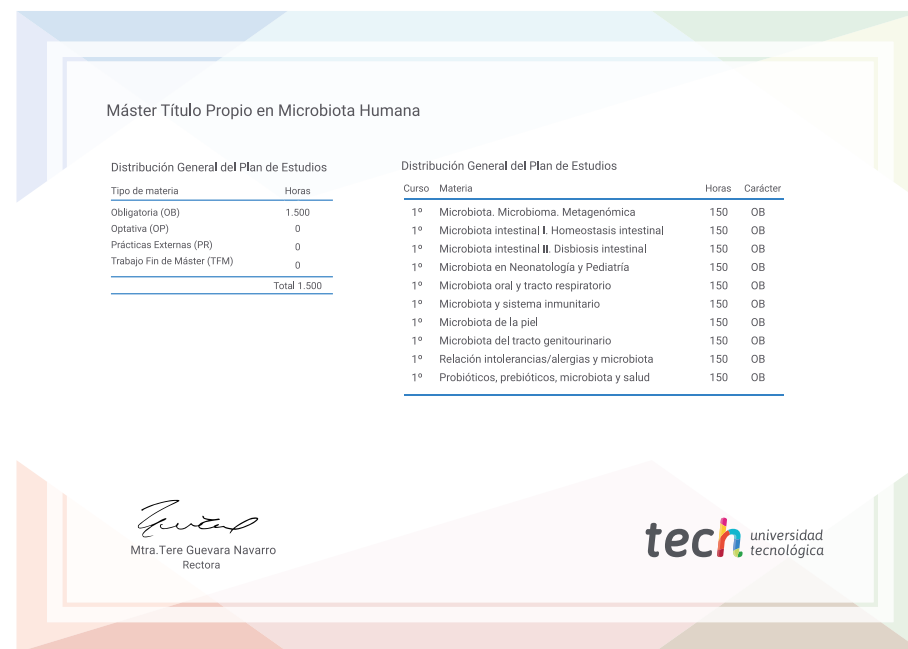 Máster Título Propio en Microbiota Humana
Distribución General del Plan de Estudios
Tipo de materia Horas
Obligatoria (OB) 1.500
Optativa (OP) 0
Prácticas Externas (PR) 0
Trabajo Fin de Máster (TFM) 0
Total 1.500
Distribución General del Plan de Estudios
Curso Materia Horas Carácter
1º Microbiota. Microbioma. Metagenómica 150 OB
1º Microbiota intestinal I. Homeostasis intestinal 150 OB
1º Microbiota intestinal II. Disbiosis intestinal 150 OB
1º Microbiota en Neonatología y Pediatría 150 OB
1º Microbiota oral y tracto respiratorio 150 OB
1º Microbiota y sistema inmunitario 150 OB
1º Microbiota de la piel 150 OB
1º Microbiota del tracto genitourinario 150 OB
1º Relación intolerancias/alergias y microbiota 150 OB
1º Probióticos, prebióticos, microbiota y salud 150 OB
Mtra.Tere Guevara Navarro
Rectora
tech universidad
tecnológica